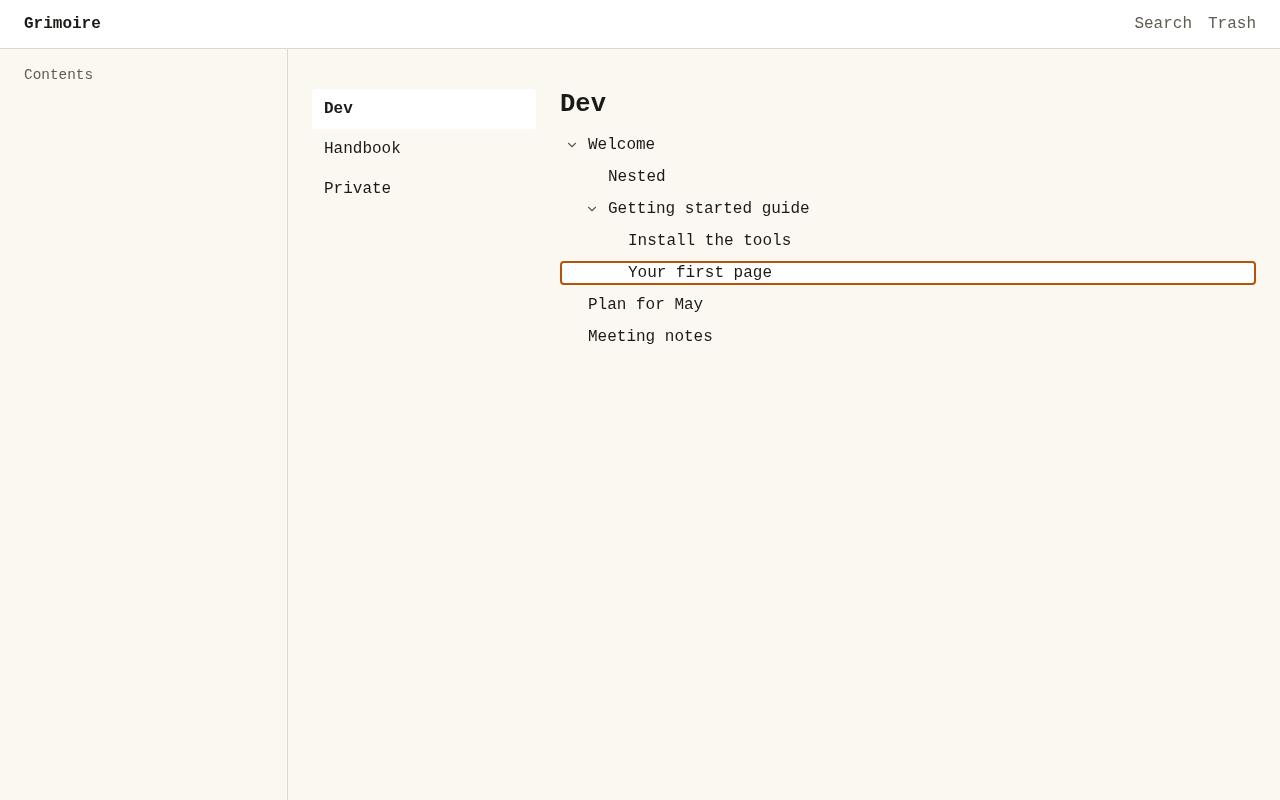 Grimoire
Search Trash
Contents
Dev
Handbook
Private
Dev
Welcome
Nested
Getting started guide
Install the tools
Your first page
Plan for May
Meeting notes